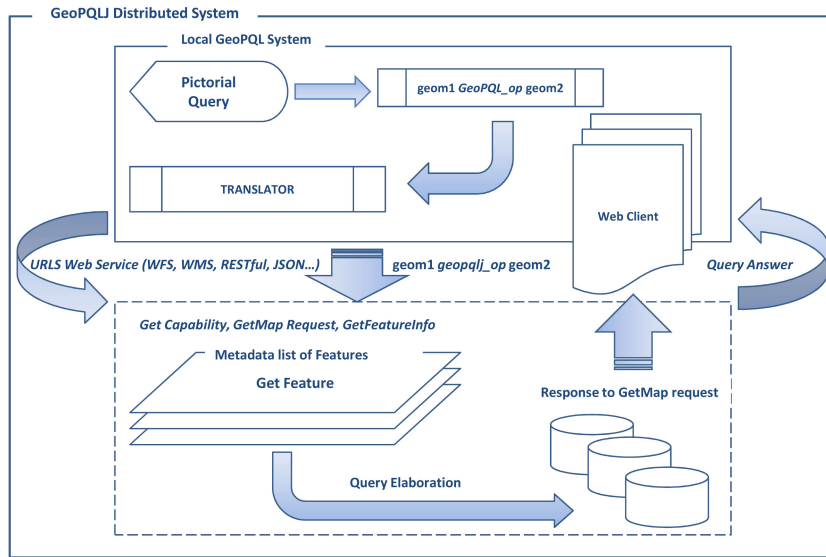 GeoPQLJ Distributed System
Local GeoPQL System
Pictorial
Query
geom1 GeoPQL_op geom2
TRANSLATOR
Web Client
URLS Web Service (WFS, WMS, RESTful, JSON...)
geom1 geopqlj_op geom2
Query Answer
Get Capability, GetMap Request, GetFeatureInfo
Metadata list of Features
Get Feature
Response to GetMap request
Query Elaboration